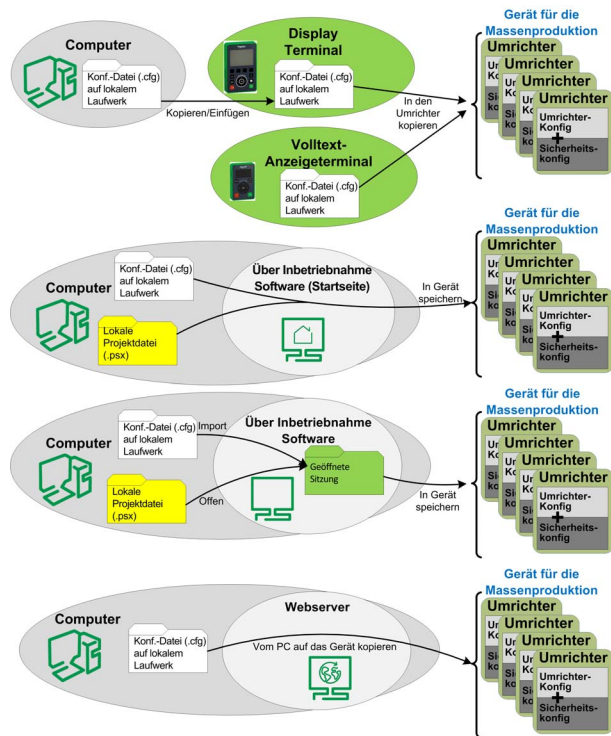 Computer
Konf.-Datei (.cfg)
auf lokalem
Laufwerk
Kopieren/Einfügen
Display
Terminal
Konf.-Datei (.cfg)
auf lokalem
Laufwerk
Volltext-
Anzeigeterminal
Konf.-Datei (.cfg)
auf lokalem
Laufwerk
In den
Umrichter
kopieren
Gerät für die
Massenproduktion
Umrichter
Umrichter
Umrichter
Umrichter
Umrichter-
Konfig
+
Sicherheits-
konfig
Computer
Konf.-Datei (.cfg)
auf lokalem
Laufwerk
Lokale
Projektdatei
(.psx)
Über Inbetriebnahme
Software (Startseite)
In Gerät
speichern
Gerät für die
Massenproduktion
Umrichter
Umrichter
Umrichter
Umrichter
Umrichter-
Konfig
+
Sicherheits-
konfig
Computer
Konf.-Datei (.cfg)
auf lokalem
Laufwerk
Import
Lokale
Projektdatei
(.psx)
Offen
Über Inbetriebnahme
Software
Geöffnete
Sitzung
In Gerät
speichern
Gerät für die
Massenproduktion
Umrichter
Umrichter
Umrichter
Umrichter
Umrichter-
Konfig
+
Sicherheits-
konfig
Computer
Konf.-Datei (.cfg)
auf lokalem
Laufwerk
Webserver
Vom PC auf das Gerät kopieren
Gerät für die
Massenproduktion
Umrichter
Umrichter
Umrichter
Umrichter
Umrichter-
Konfig
+
Sicherheits-
konfig